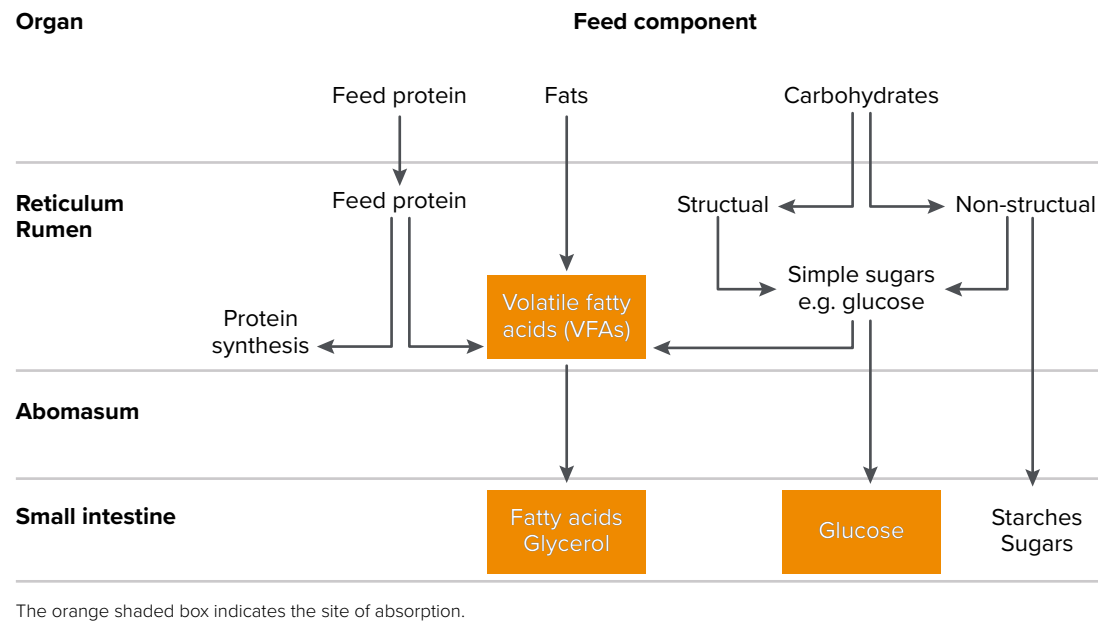 Organ
Feed component
Feed protein
Fats
Carbohydrates
Reticulum
Rumen
Feed protein
Structual
Non-structual
Simple sugars
e.g. glucose
Volatile fatty
acids (VFAs)
Protein
synthesis
Abomasum
Small intestine
Fatty acids
Glycerol
Glucose
Starches
Sugars
The orange shaded box indicates the site of absorption.